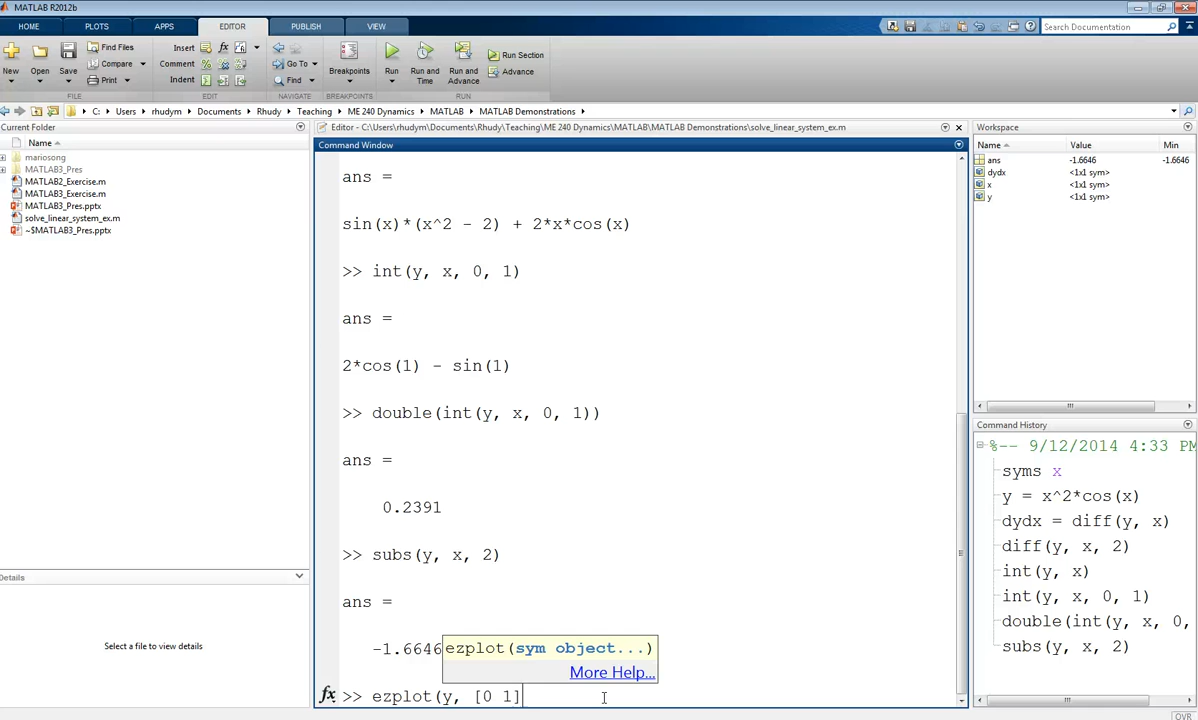 MATLAB R2012b
HOME PLOTS APPS EDITOR PUBLISH VIEW Search Documentation
New Open Save Find Files Compare Print
Insert Comment Indent
Go To Find
Breakpoints Run Run and Time Run and Advance Run Section Advance
FILE EDIT NAVIGATE BREAKPOINTS RUN
C: Users rhudym Documents Rhudy Teaching ME 240 Dynamics MATLAB MATLAB Demonstrations
Current Folder
Name
mariosong
MATLAB3_Pres
MATLAB2_Exercise.m
MATLAB3_Exercise.m
MATLAB3_Pres.pptx
solve_linear_system_ex.m
~$MATLAB3_Pres.pptx
Details
Select a file to view details
Editor - C:\Users\rhudym\Documents\Rhudy\Teaching\ME 240 Dynamics\MATLAB\MATLAB Demonstrations\solve_linear_system_ex.m
Command Window
ans =
sin(x)*(x^2 - 2) + 2*x*cos(x)
>> int(y, x, 0, 1)
ans =
2*cos(1) - sin(1)
>> double(int(y, x, 0, 1))
ans =
0.2391
>> subs(y, x, 2)
ans =
-1.6646
ezplot(sym object...)
More Help...
fx >> ezplot(y, [0 1]
Workspace
Name Value Min
ans -1.6646 -1.6646
dydx <1x1 sym>
x <1x1 sym>
y <1x1 sym>
Command History
%-- 9/12/2014 4:33 PM
syms x
y = x^2*cos(x)
dydx = diff(y, x)
diff(y, x, 2)
int(y, x)
int(y, x, 0, 1)
double(int(y, x, 0,
subs(y, x, 2)
OVR